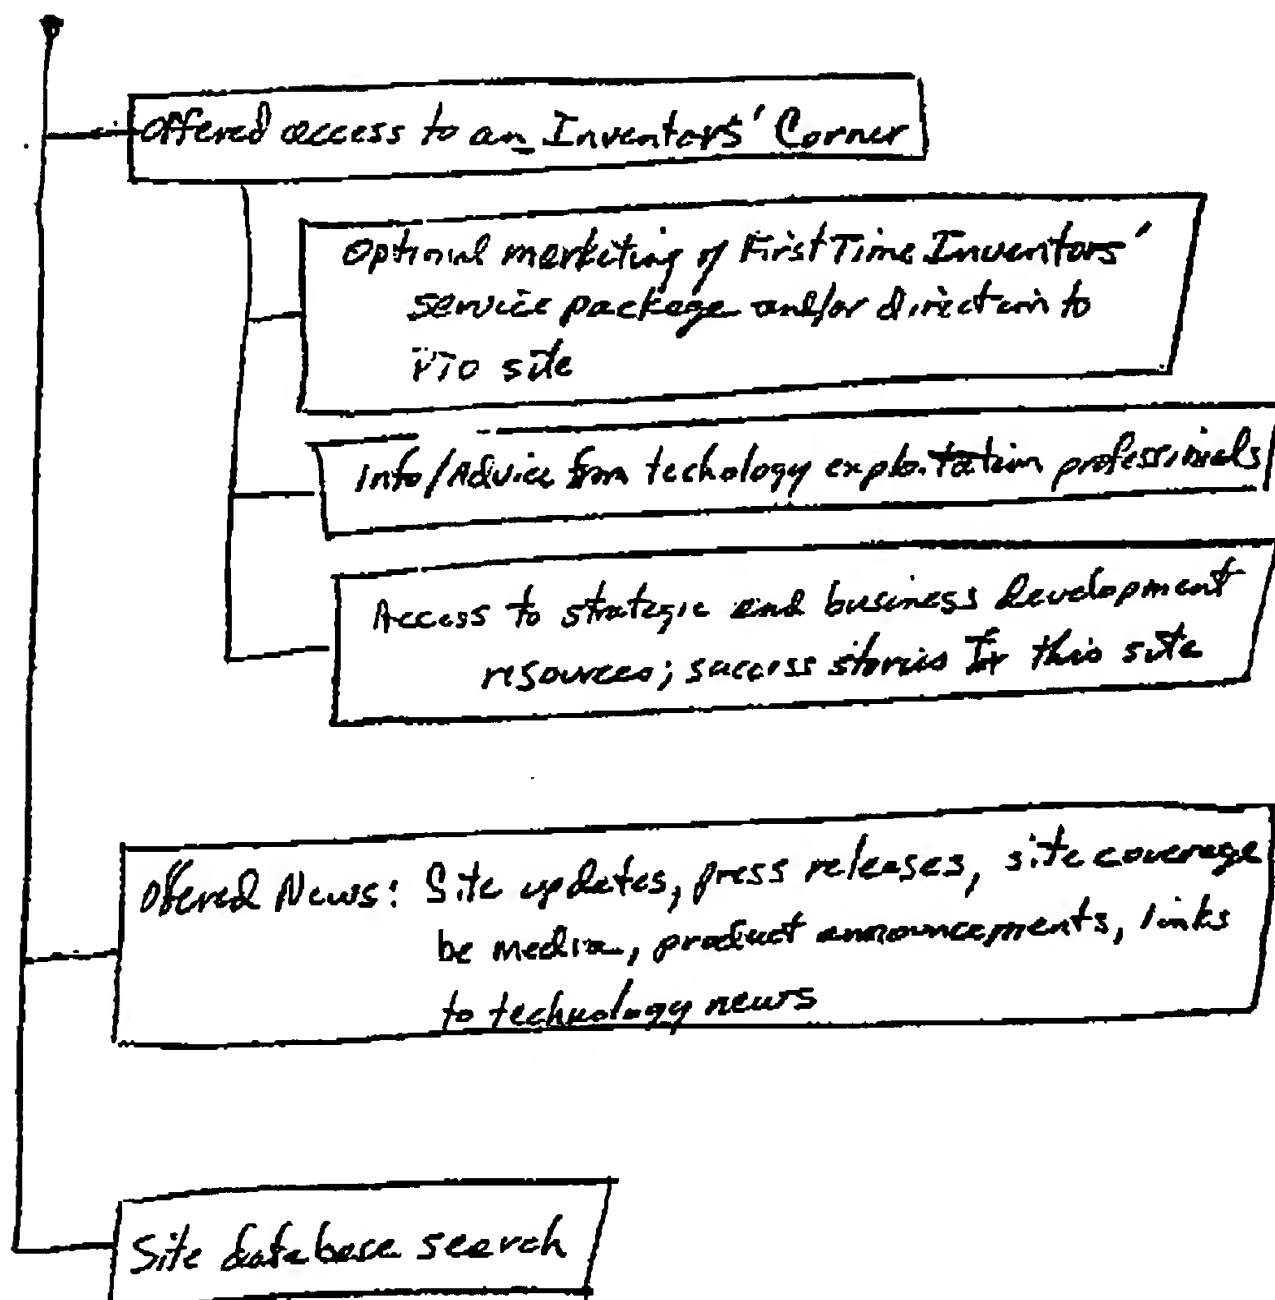 Offered access to an Inventors' Corner
Optional marketing of First Time Inventors'
service package and/or direction to
PTO site
Info/Advice from techology exploitation professionals
Access to strategic and business development
resources; success stories for this site
Offered News: Site updates, press releases, site coverage
be media, product announcements, links
to technology news
Site database search